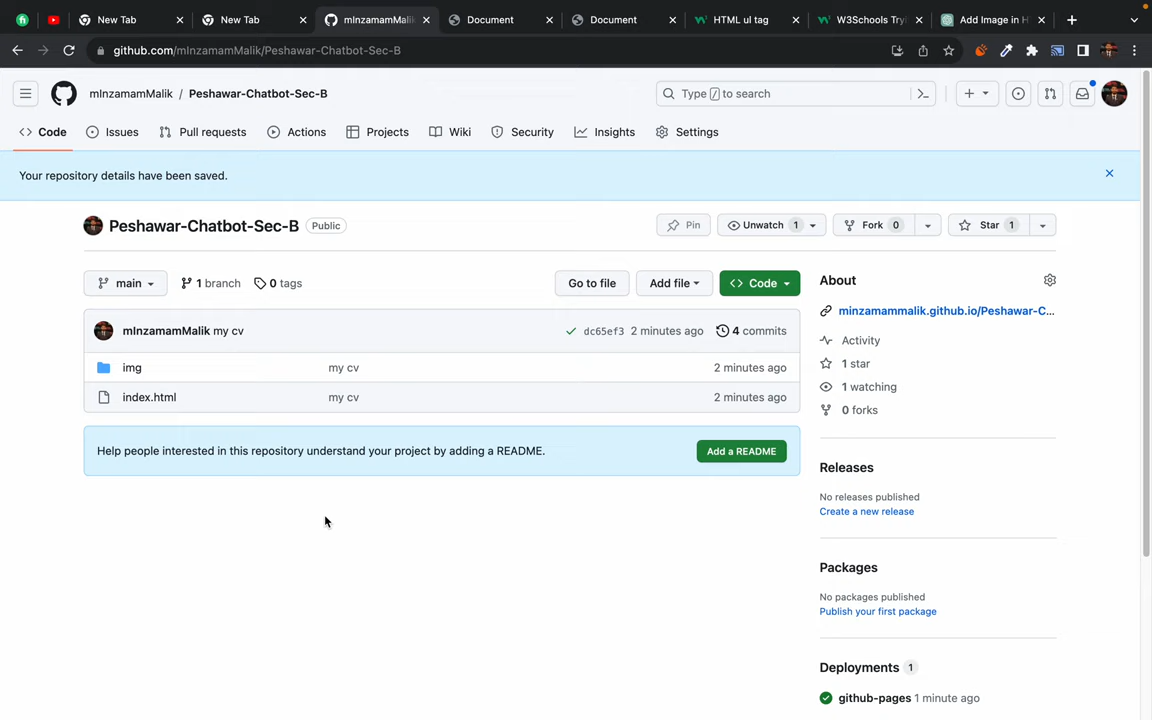 New Tab
New Tab
mInzamamMalik
Document
Document
HTML ul tag
W3Schools Tryi
Add Image in H
github.com/mInzamamMalik/Peshawar-Chatbot-Sec-B
mInzamamMalik / Peshawar-Chatbot-Sec-B
Type / to search
Code
Issues
Pull requests
Actions
Projects
Wiki
Security
Insights
Settings
Your repository details have been saved.
Peshawar-Chatbot-Sec-B Public
Pin
Unwatch 1
Fork 0
Star 1
main
1 branch
0 tags
Go to file
Add file
Code
mInzamamMalik my cv
dc65ef3 2 minutes ago
4 commits
img my cv 2 minutes ago
index.html my cv 2 minutes ago
Help people interested in this repository understand your project by adding a README.
Add a README
About
minzamammalik.github.io/Peshawar-C...
Activity
1 star
1 watching
0 forks
Releases
No releases published
Create a new release
Packages
No packages published
Publish your first package
Deployments 1
github-pages 1 minute ago